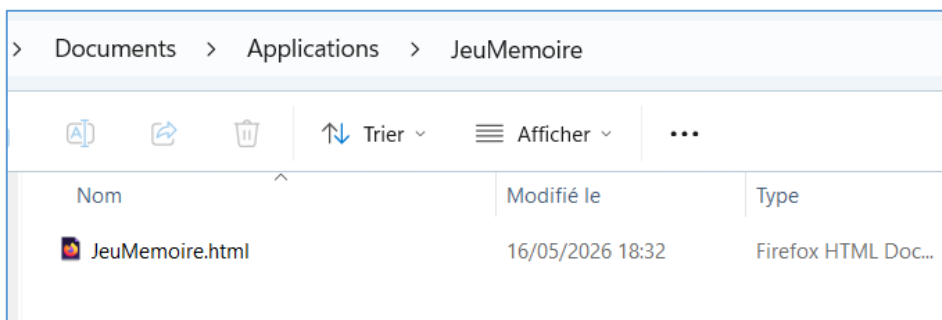 > Documents > Applications > JeuMemoire
Trier Afficher ...
Nom Modifié le Type
JeuMemoire.html 16/05/2026 18:32 Firefox HTML Doc...